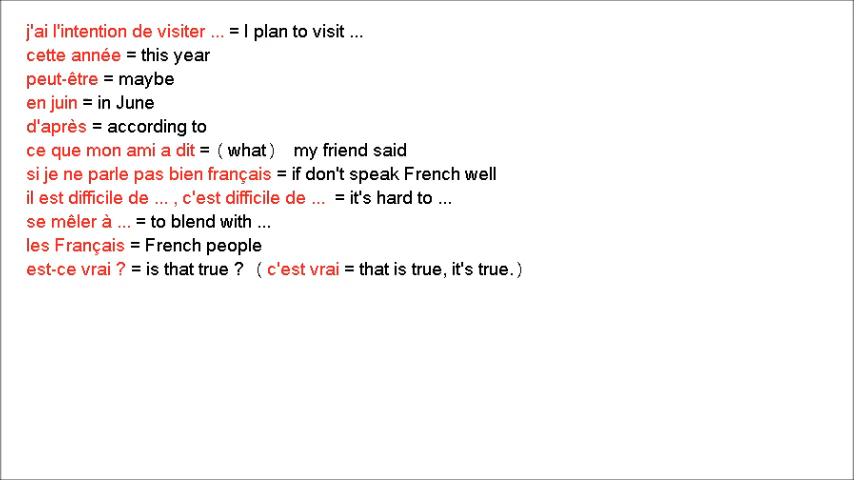 j'ai l'intention de visiter ... = I plan to visit ...
cette année = this year
peut-être = maybe
en juin = in June
d'après = according to
ce que mon ami a dit = ( what ) my friend said
si je ne parle pas bien français = if don't speak French well
il est difficile de ... , c'est difficile de ... = it's hard to ...
se mêler à ... = to blend with ...
les Français = French people
est-ce vrai ? = is that true ? ( c'est vrai = that is true, it's true. )